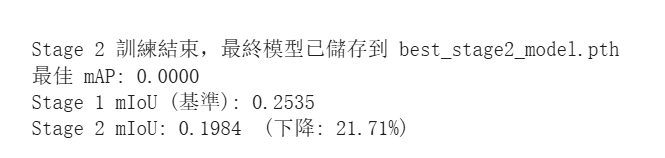 Stage 2 訓練結束, 最終模型已儲存到 best_stage2_model.pth
最佳 mAP: 0.0000
Stage 1 mIoU (基準): 0.2535
Stage 2 mIoU: 0.1984  (下降: 21.71%)